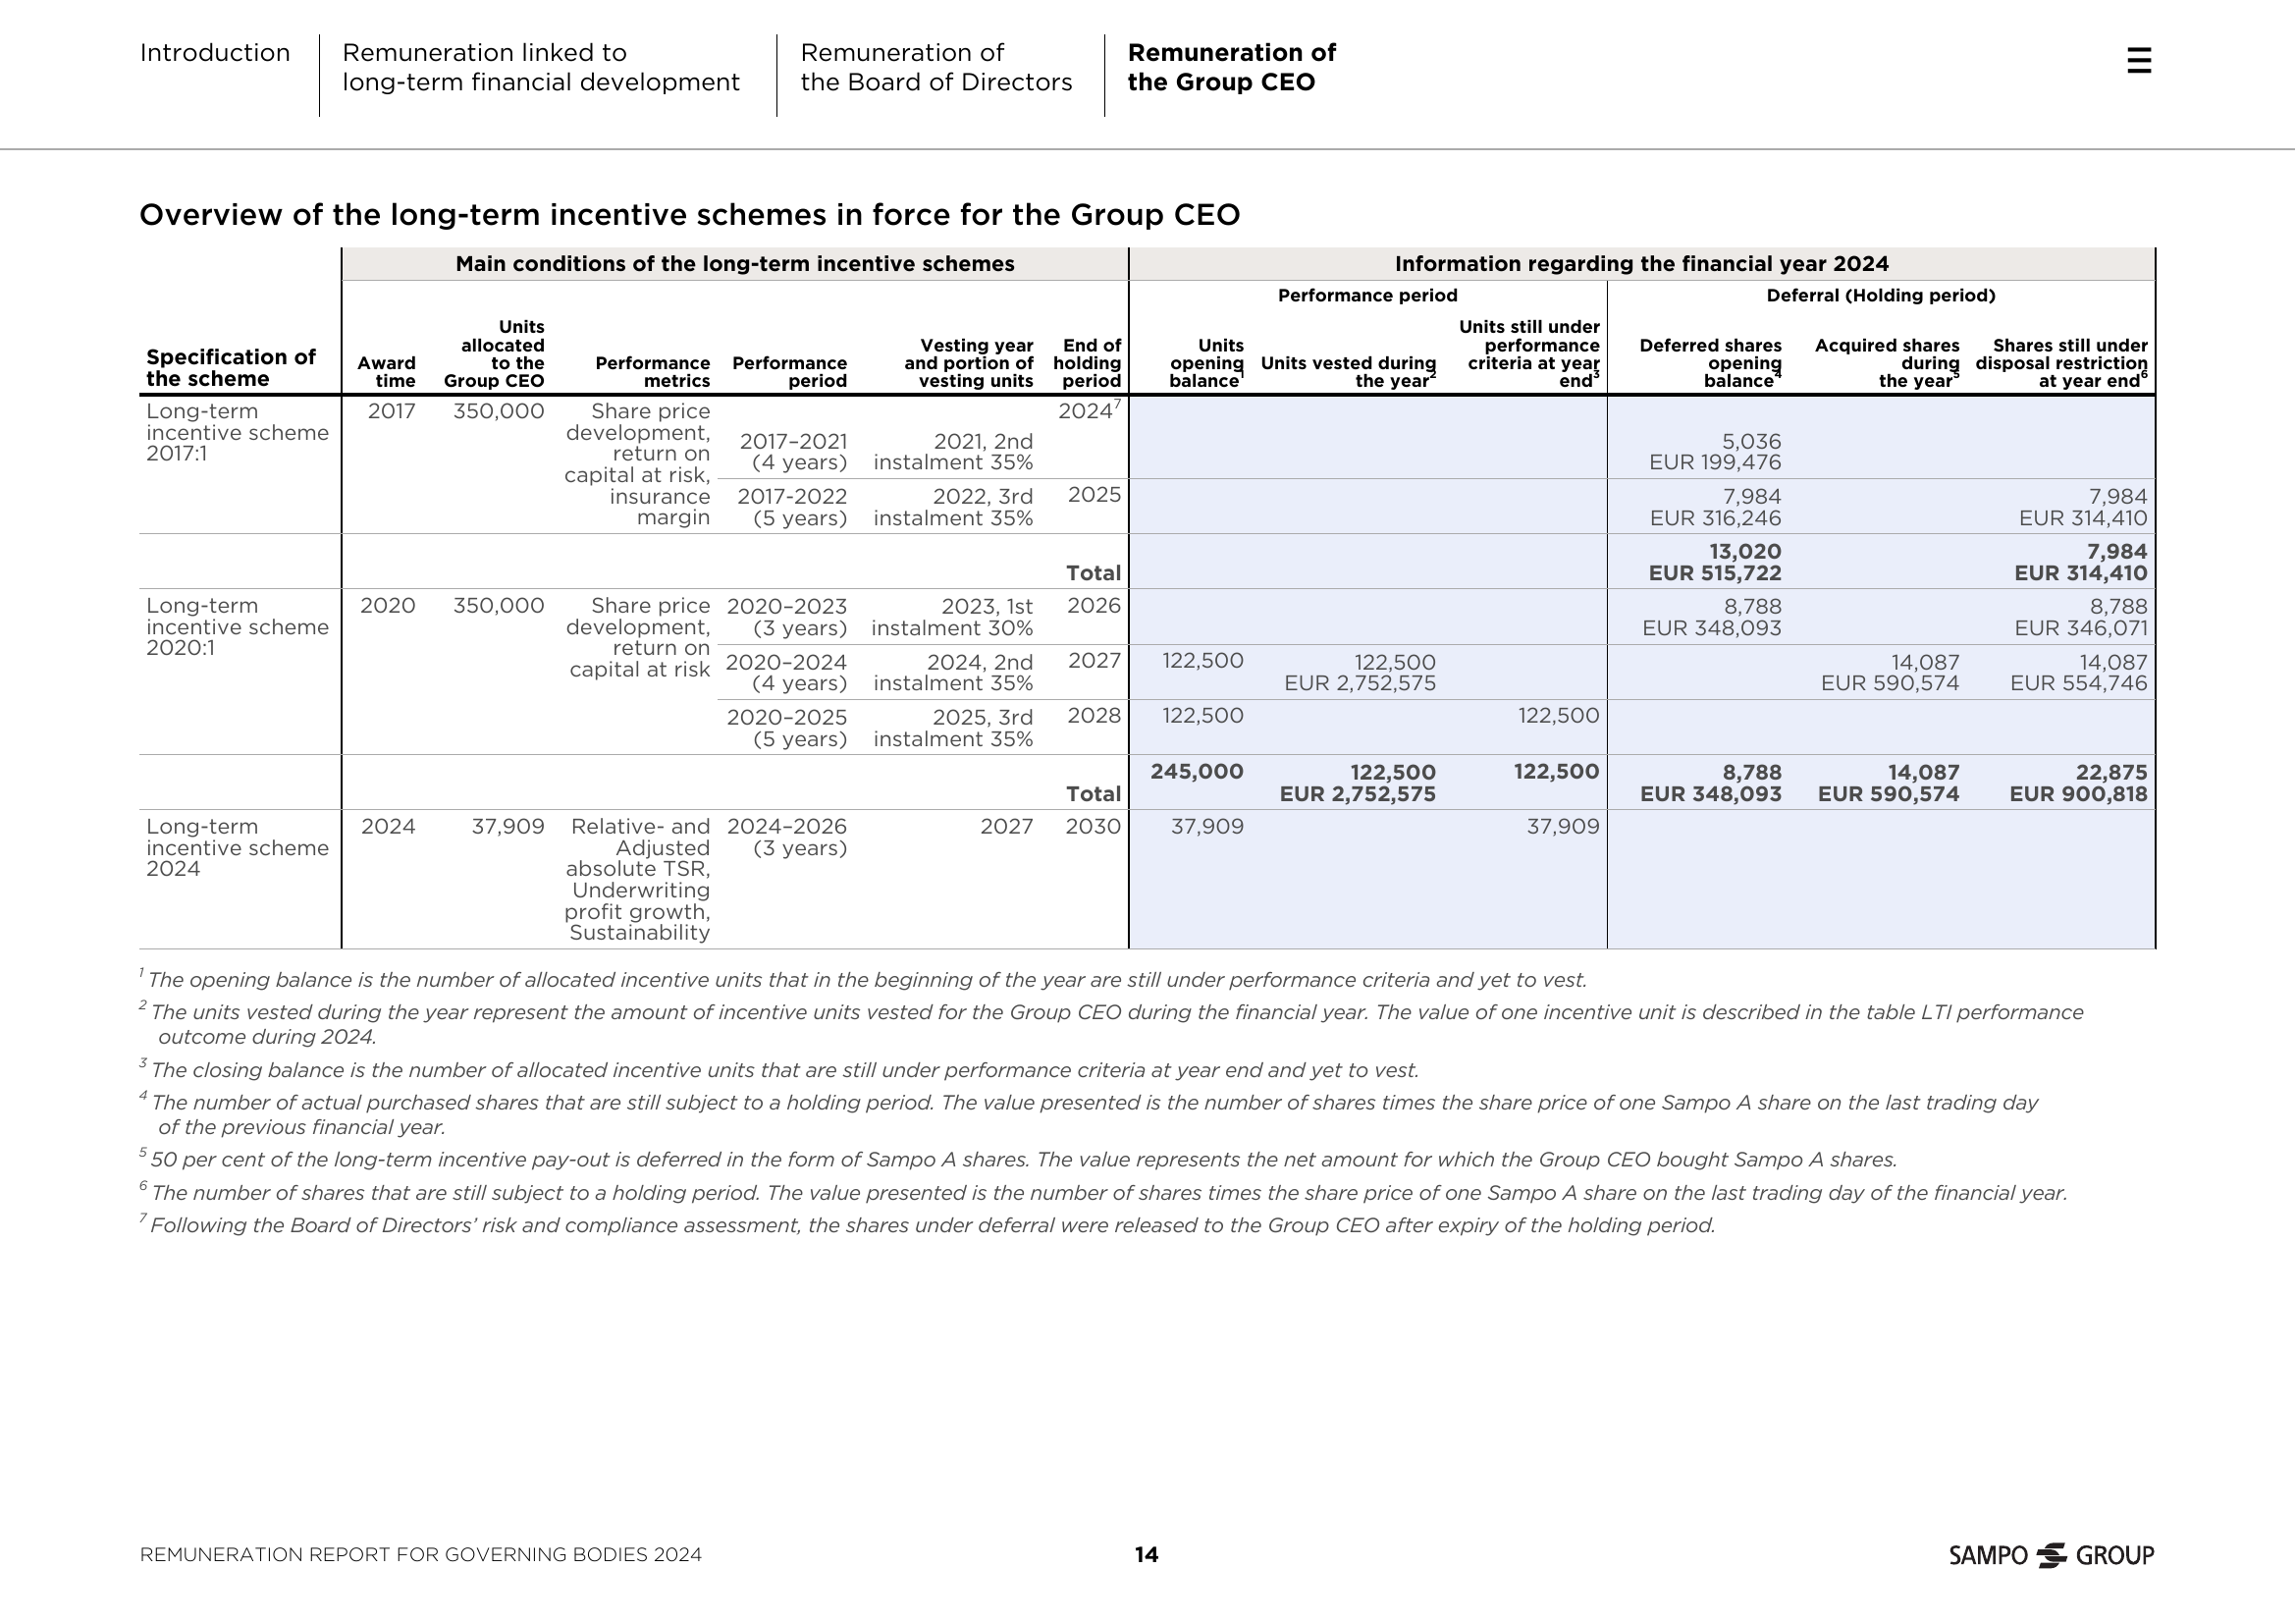 Introduction
Remuneration linked to
long-term financial development
Remuneration of
the Board of Directors
Remuneration of
the Group CEO
Overview of the long-term incentive schemes in force for the Group CEO
Main conditions of the long-term incentive schemes
Information regarding the financial year 2024
Performance period
Deferral (Holding period)
Specification of
the scheme
Award
time
Units
allocated
to the
Group CEO
Performance
metrics
Performance
period
Vesting year
and portion of
vesting units
End of
holding
period
Units
opening
balance1
Units vested during
the year2
Units still under
performance
criteria at year
end3
Deferred shares
opening
balance4
Acquired shares
during
the year5
Shares still under
disposal restriction
at year end6
Long-term
incentive scheme
2017:1
2017
350,000
Share price
development,
return on
capital at risk,
insurance
margin
2017–2021
(4 years)
2021, 2nd
instalment 35%
20247
5,036
EUR 199,476
2017-2022
(5 years)
2022, 3rd
instalment 35%
2025
7,984
EUR 316,246
7,984
EUR 314,410
Total
13,020
EUR 515,722
7,984
EUR 314,410
Long-term
incentive scheme
2020:1
2020
350,000
Share price
development,
return on
capital at risk
2020–2023
(3 years)
2023, 1st
instalment 30%
2026
8,788
EUR 348,093
8,788
EUR 346,071
2020–2024
(4 years)
2024, 2nd
instalment 35%
2027
122,500
122,500
EUR 2,752,575
14,087
EUR 590,574
14,087
EUR 554,746
2020–2025
(5 years)
2025, 3rd
instalment 35%
2028
122,500
122,500
Total
245,000
122,500
EUR 2,752,575
122,500
8,788
EUR 348,093
14,087
EUR 590,574
22,875
EUR 900,818
Long-term
incentive scheme
2024
2024
37,909
Relative- and
Adjusted
absolute TSR,
Underwriting
profit growth,
Sustainability
2024–2026
(3 years)
2027
2030
37,909
37,909
1 The opening balance is the number of allocated incentive units that in the beginning of the year are still under performance criteria and yet to vest.
2 The units vested during the year represent the amount of incentive units vested for the Group CEO during the financial year. The value of one incentive unit is described in the table LTI performance
outcome during 2024.
3 The closing balance is the number of allocated incentive units that are still under performance criteria at year end and yet to vest.
4 The number of actual purchased shares that are still subject to a holding period. The value presented is the number of shares times the share price of one Sampo A share on the last trading day
of the previous financial year.
5 50 per cent of the long-term incentive pay-out is deferred in the form of Sampo A shares. The value represents the net amount for which the Group CEO bought Sampo A shares.
6 The number of shares that are still subject to a holding period. The value presented is the number of shares times the share price of one Sampo A share on the last trading day of the financial year.
7 Following the Board of Directors’ risk and compliance assessment, the shares under deferral were released to the Group CEO after expiry of the holding period.
REMUNERATION REPORT FOR GOVERNING BODIES 2024
14
SAMPO GROUP